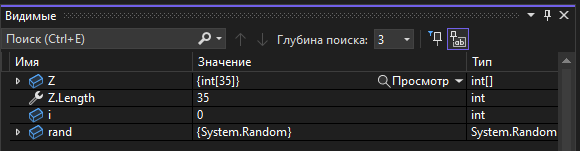 Видимые
Поиск (Ctrl+E) Глубина поиска: 3
Имя Значение Тип
Z {int[35]} Просмотр int[]
Z.Length 35 int
i 0 int
rand {System.Random} System.Random